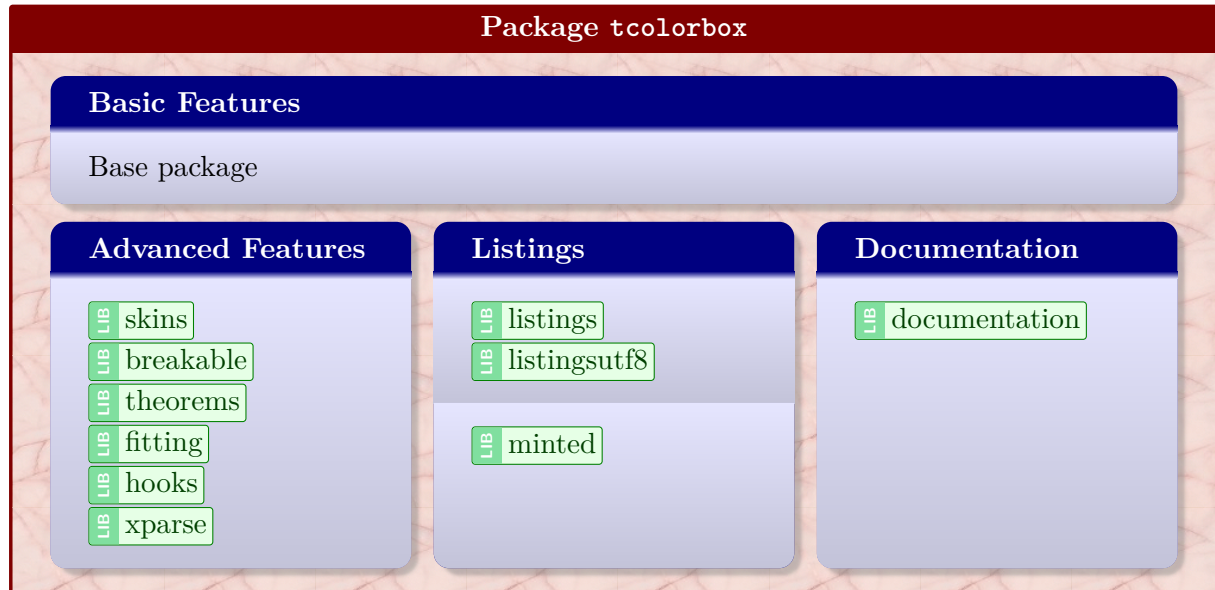 Package tcolorbox
Basic Features
Base package
Advanced Features
LIB skins
LIB breakable
LIB theorems
LIB fitting
LIB hooks
LIB xparse
Listings
LIB listings
LIB listingsutf8
LIB minted
Documentation
LIB documentation